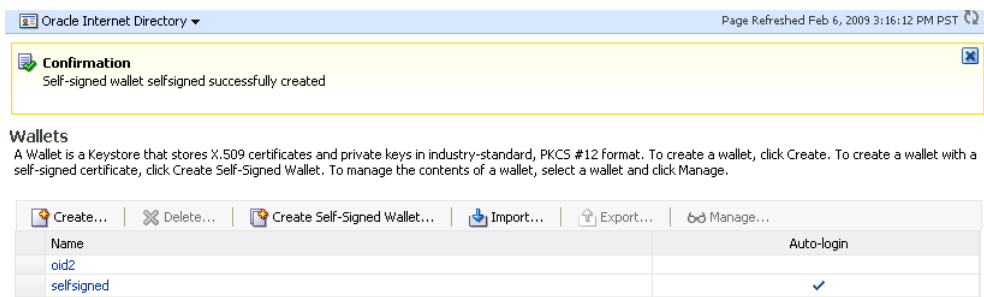 Oracle Internet Directory Page Refreshed Feb 6, 2009 3:16:12 PM PST
Confirmation
Self-signed wallet selfsigned successfully created
Wallets
A Wallet is a Keystore that stores X.509 certificates and private keys in industry-standard, PKCS #12 format. To create a wallet, click Create. To create a wallet with a
self-signed certificate, click Create Self-Signed Wallet. To manage the contents of a wallet, select a wallet and click Manage.
Create... Delete... Create Self-Signed Wallet... Import... Export... Manage...
Name Auto-login
oid2
selfsigned